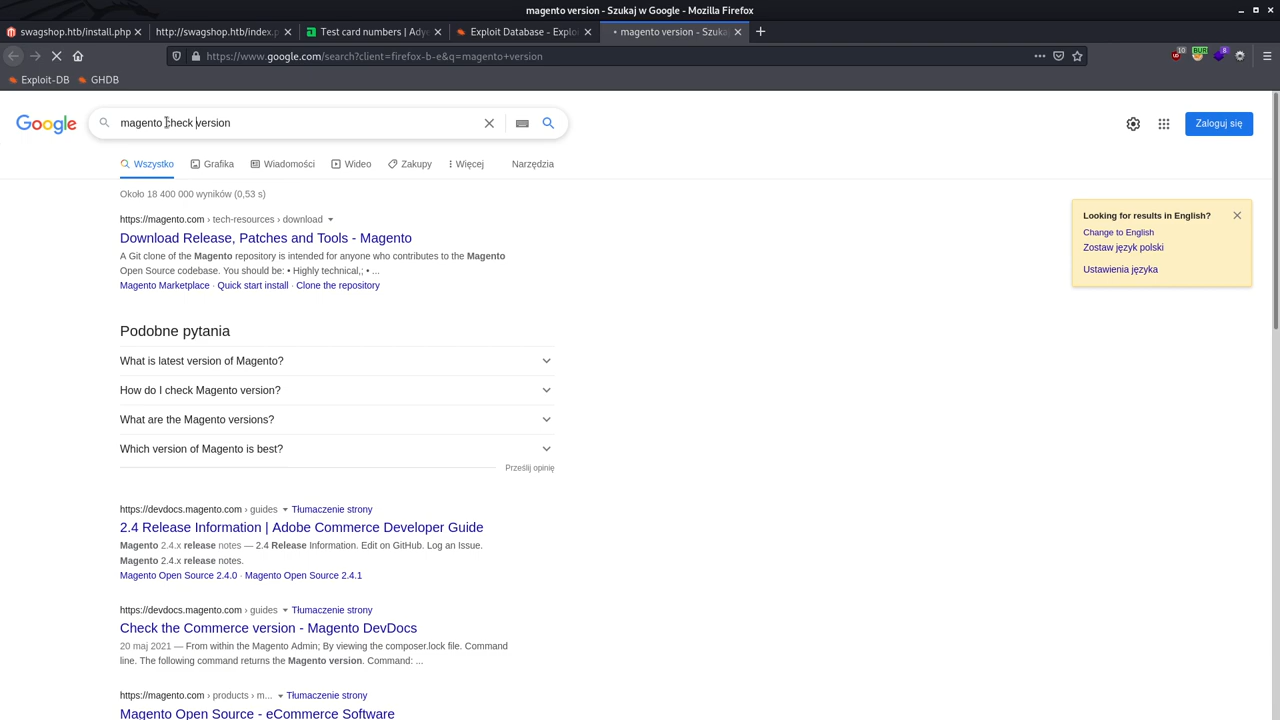 magento version - Szukaj w Google - Mozilla Firefox
swagshop.htb/install.php
http://swagshop.htb/index.p
Test card numbers | Adye
Exploit Database - Explo
magento version - Szuka
https://www.google.com/search?client=firefox-b-e&q=magento+version
10
BUR
8
Exploit-DB GHDB
Google
magento check version
Zaloguj się
Wszystko Grafika Wiadomości Wideo Zakupy Więcej Narzędzia
Około 18 400 000 wyników (0,53 s)
https://magento.com › tech-resources › download
Download Release, Patches and Tools - Magento
A Git clone of the Magento repository is intended for anyone who contributes to the Magento
Open Source codebase. You should be: • Highly technical,; • ...
Magento Marketplace · Quick start install · Clone the repository
Looking for results in English?
Change to English
Zostaw język polski
Ustawienia języka
Podobne pytania
What is latest version of Magento?
How do I check Magento version?
What are the Magento versions?
Which version of Magento is best?
Prześlij opinię
https://devdocs.magento.com › guides Tłumaczenie strony
2.4 Release Information | Adobe Commerce Developer Guide
Magento 2.4.x release notes — 2.4 Release Information. Edit on GitHub. Log an Issue.
Magento 2.4.x release notes.
Magento Open Source 2.4.0 · Magento Open Source 2.4.1
https://devdocs.magento.com › guides Tłumaczenie strony
Check the Commerce version - Magento DevDocs
20 maj 2021 — From within the Magento Admin; By viewing the composer.lock file. Command
line. The following command returns the Magento version. Command: ...
https://magento.com › products › m... Tłumaczenie strony
Magento Open Source - eCommerce Software